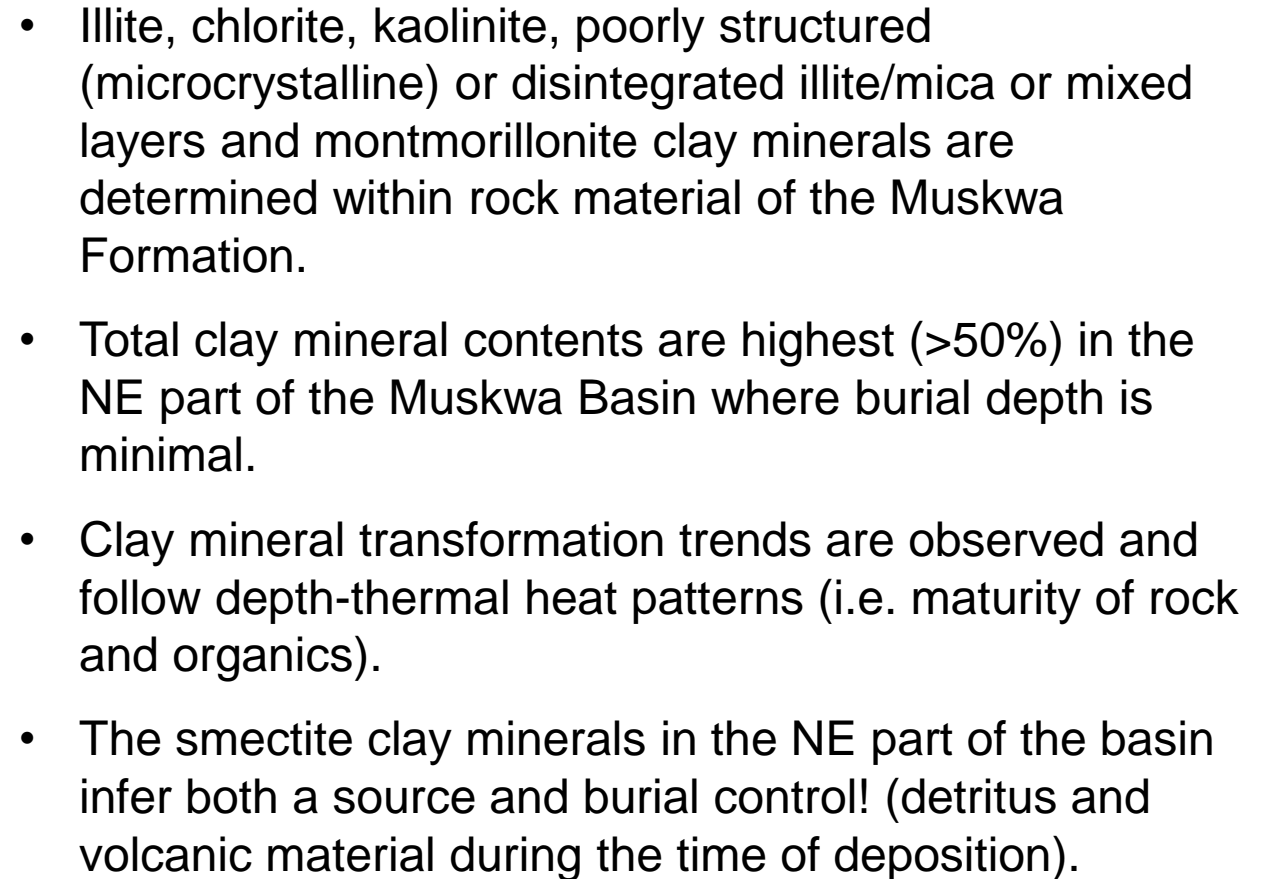 • Illite, chlorite, kaolinite, poorly structured
(microcrystalline) or disintegrated illite/mica or mixed
layers and montmorillonite clay minerals are
determined within rock material of the Muskwa
Formation.
• Total clay mineral contents are highest (>50%) in the
NE part of the Muskwa Basin where burial depth is
minimal.
• Clay mineral transformation trends are observed and
follow depth-thermal heat patterns (i.e. maturity of rock
and organics).
• The smectite clay minerals in the NE part of the basin
infer both a source and burial control! (detritus and
volcanic material during the time of deposition).